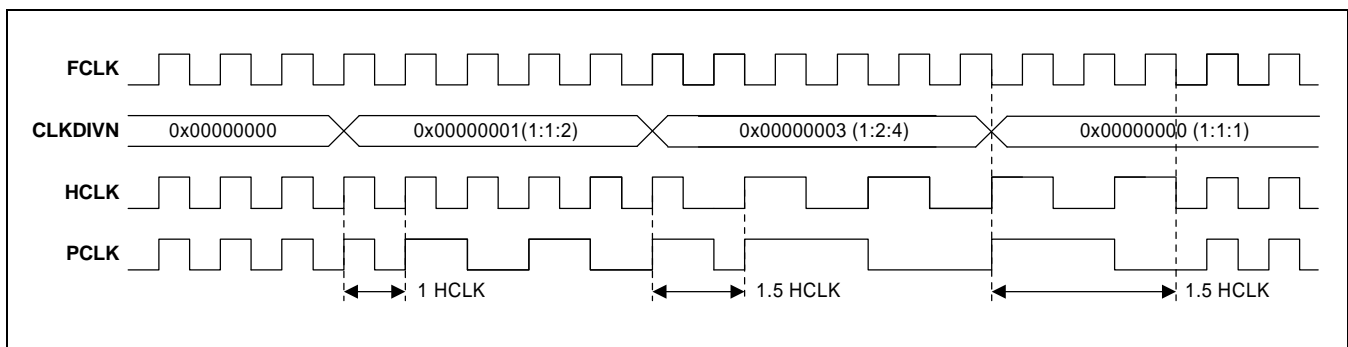 FCLK
CLKDIVN 0x00000000 0x00000001(1:1:2) 0x00000003 (1:2:4) 0x00000000 (1:1:1)
HCLK
PCLK
1 HCLK 1.5 HCLK 1.5 HCLK